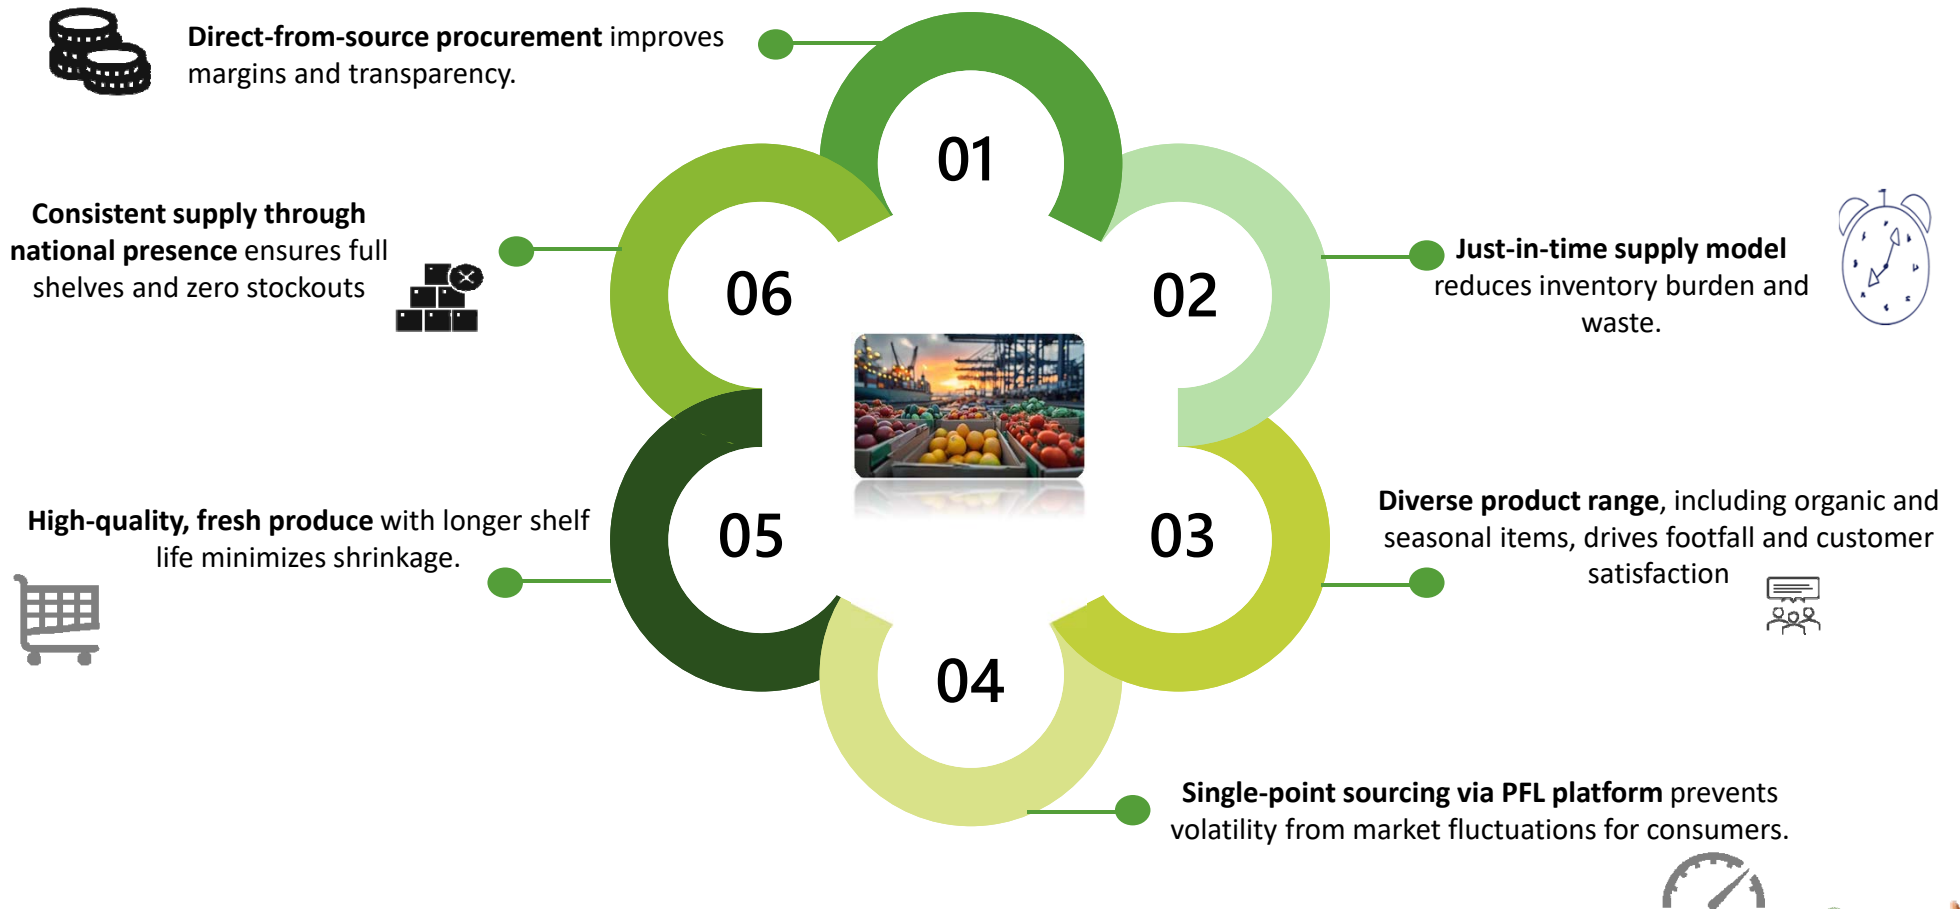 Direct-from-source procurement improves
margins and transparency.
01
Consistent supply through
national presence ensures full
shelves and zero stockouts
06
02
Just-in-time supply model
reduces inventory burden and
waste.
High-quality, fresh produce with longer shelf
life minimizes shrinkage.
05
03
Diverse product range, including organic and
seasonal items, drives footfall and customer
satisfaction
04
Single-point sourcing via PFL platform prevents
volatility from market fluctuations for consumers.